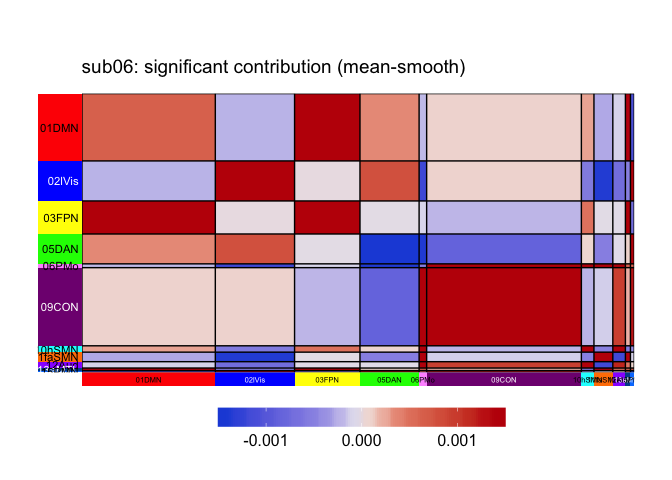 sub06: significant contribution (mean-smooth)
01DMN
02lVis
03FPN
05DAN
06PMo
09CON
01DMN
02lVis
03FPN
05DAN
06PMo
09CON
-0.001
0.000
0.001